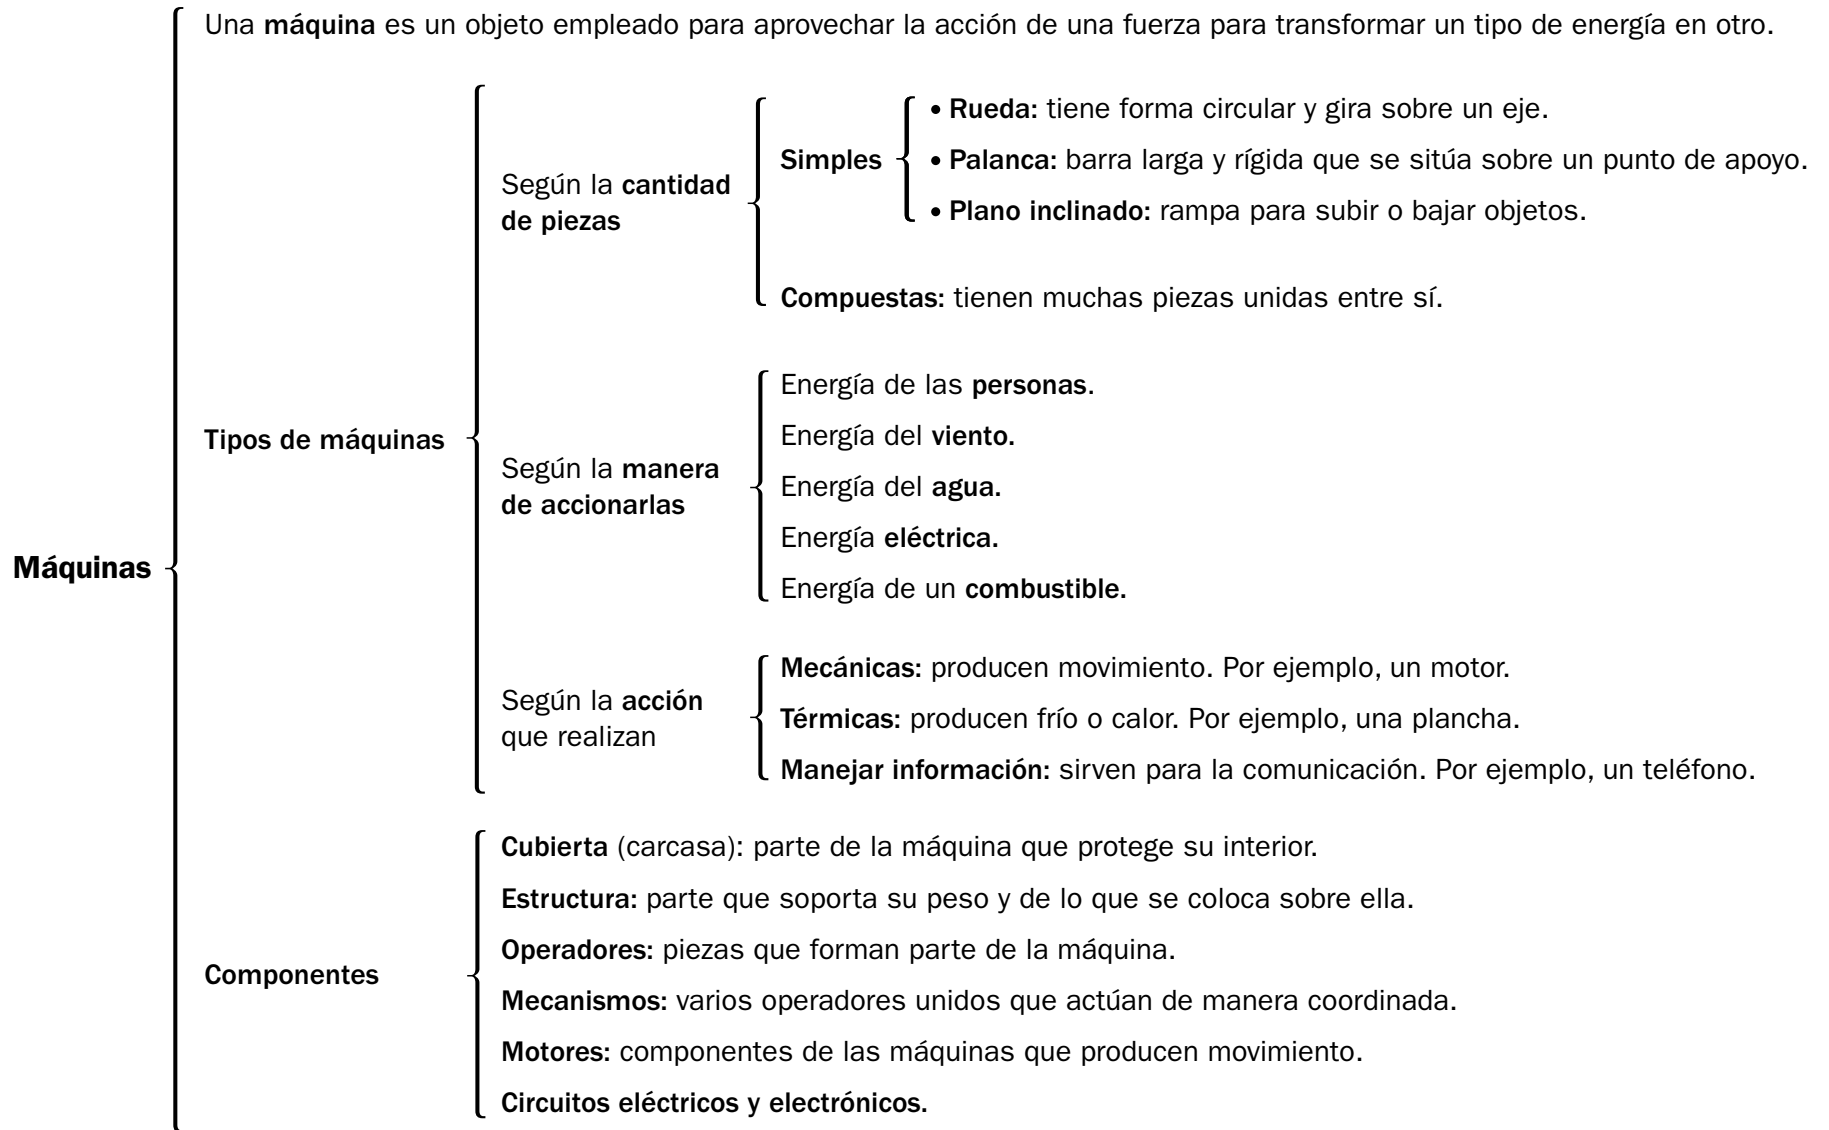 Una máquina es un objeto empleado para aprovechar la acción de una fuerza para transformar un tipo de energía en otro.
• Rueda: tiene forma circular y gira sobre un eje.
Simples
• Palanca: barra larga y rígida que se sitúa sobre un punto de apoyo.
Según la cantidad
de piezas
• Plano inclinado: rampa para subir o bajar objetos.
Compuestas: tienen muchas piezas unidas entre sí.
Energía de las personas.
Tipos de máquinas
Energía del viento.
Según la manera
de accionarlas
Energía del agua.
Energía eléctrica.
Máquinas
Energía de un combustible.
Mecánicas: producen movimiento. Por ejemplo, un motor.
Según la acción
que realizan
Térmicas: producen frío o calor. Por ejemplo, una plancha.
Manejar información: sirven para la comunicación. Por ejemplo, un teléfono.
Cubierta (carcasa): parte de la máquina que protege su interior.
Estructura: parte que soporta su peso y de lo que se coloca sobre ella.
Operadores: piezas que forman parte de la máquina.
Componentes
Mecanismos: varios operadores unidos que actúan de manera coordinada.
Motores: componentes de las máquinas que producen movimiento.
Circuitos eléctricos y electrónicos.